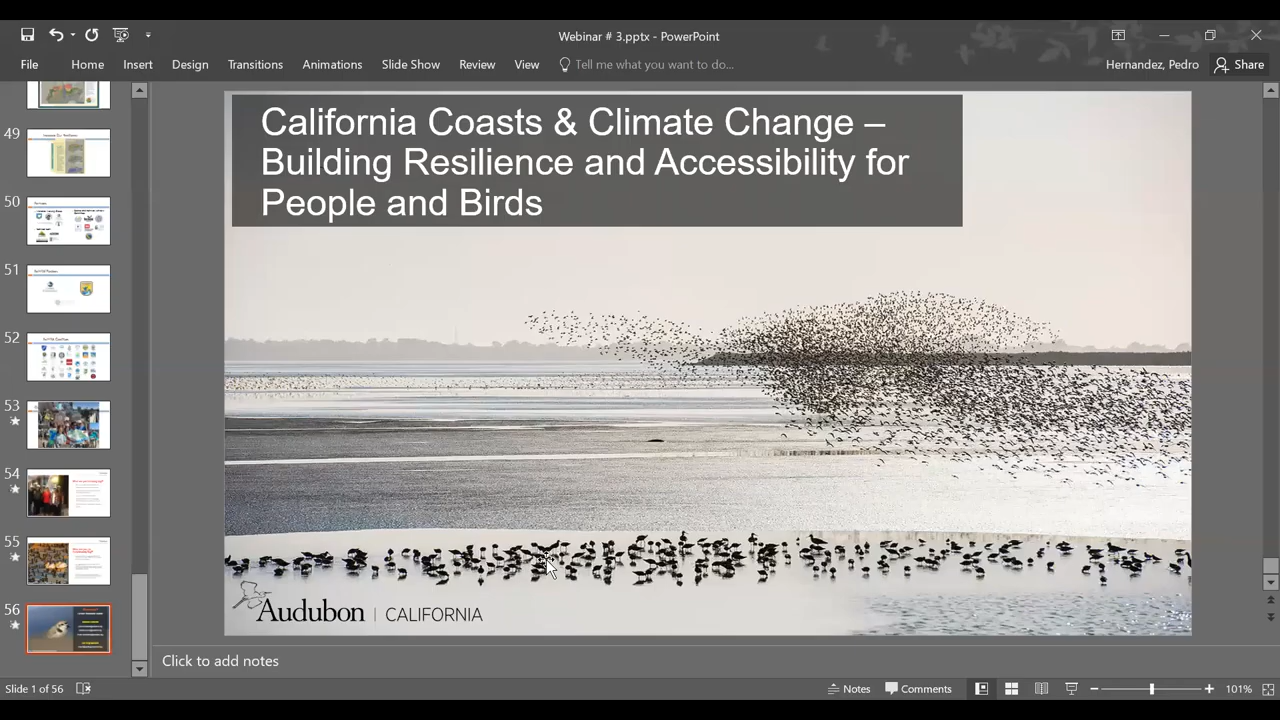 Webinar # 3.pptx - PowerPoint
File Home Insert Design Transitions Animations Slide Show Review View Tell me what you want to do... Hernandez, Pedro Share
49
50
51
52
53
54
55
56
California Coasts & Climate Change –
Building Resilience and Accessibility for
People and Birds
Audubon | CALIFORNIA
Click to add notes
Slide 1 of 56 Notes Comments 101%